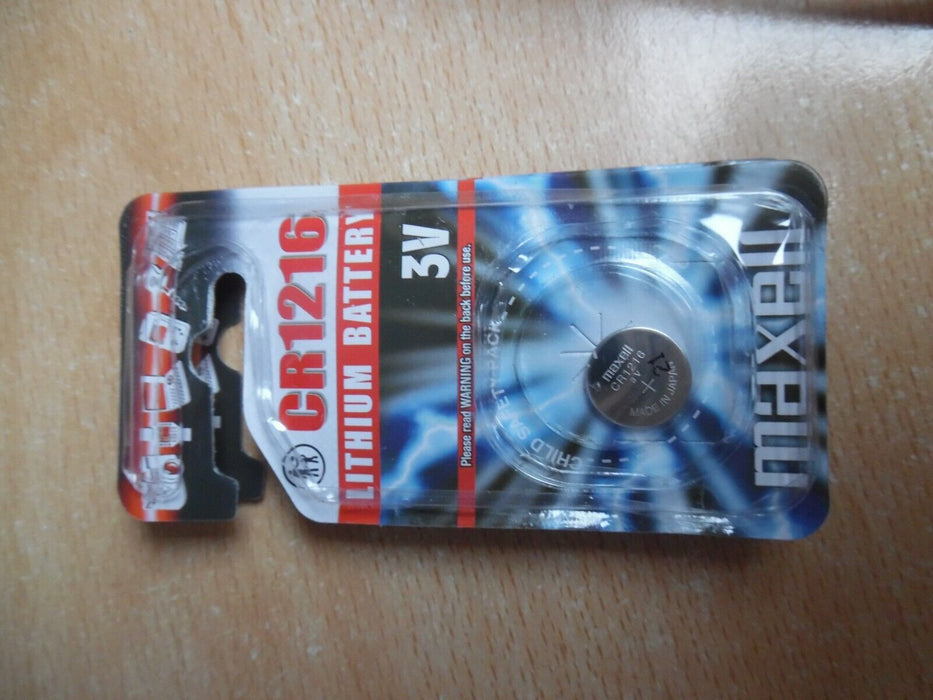 CR1216
LITHIUM BATTERY
3V
Please read WARNING on the back before use.
CHILD SAFETY PACK
maxell
CR1216
3V
+
MADE IN JAPAN
maxell